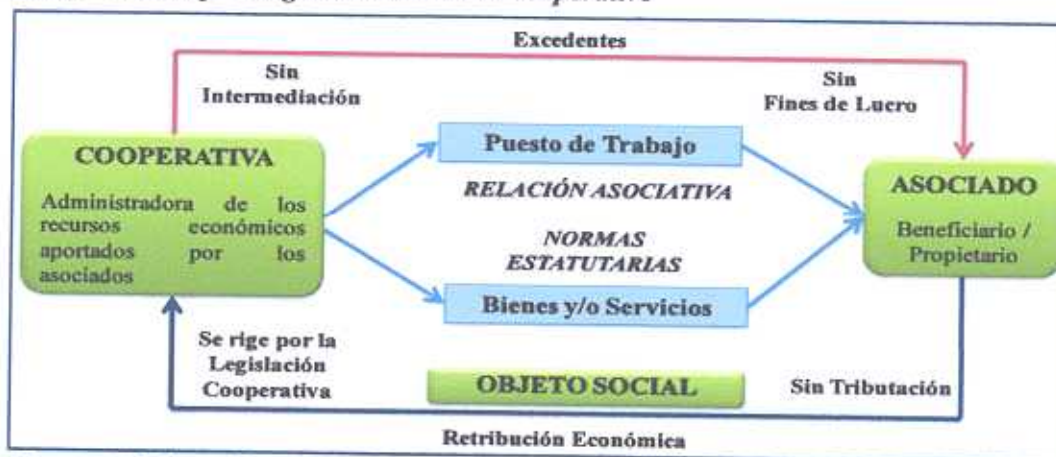 Excedentes
Sin
Intermediación
Sin
Fines de Lucro
COOPERATIVA
Administradora de los
recursos económicos
aportados por los
asociados
Puesto de Trabajo
RELACIÓN ASOCIATIVA
NORMAS
ESTATUTARIAS
Bienes y/o Servicios
ASOCIADO
Beneficiario /
Propietario
Se rige por la
Legislación
Cooperativa
OBJETO SOCIAL
Sin Tributación
Retribución Económica